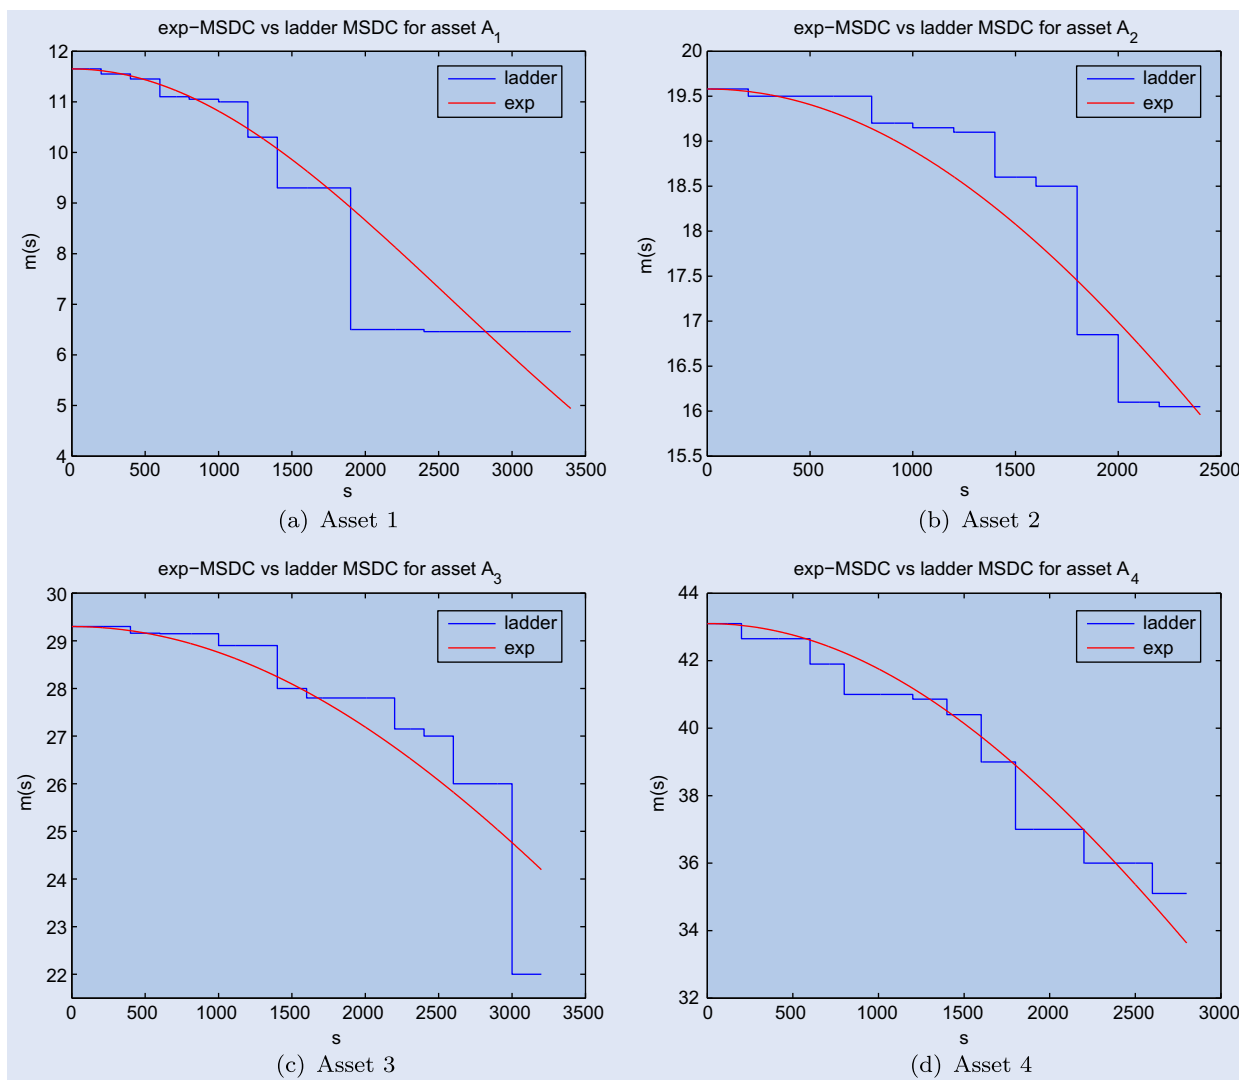 exp−MSDC vs ladder MSDC for asset A1
12
11
10
9
8
7
6
5
4
m(s)
ladder
exp
0 500 1000 1500 2000 2500 3000 3500
s
(a) Asset 1
exp−MSDC vs ladder MSDC for asset A2
20
19.5
19
18.5
18
17.5
17
16.5
16
15.5
m(s)
ladder
exp
0 500 1000 1500 2000 2500
s
(b) Asset 2
exp−MSDC vs ladder MSDC for asset A3
30
29
28
27
26
25
24
23
22
m(s)
ladder
exp
0 500 1000 1500 2000 2500 3000 3500
s
(c) Asset 3
exp−MSDC vs ladder MSDC for asset A4
44
42
40
38
36
34
32
m(s)
ladder
exp
0 500 1000 1500 2000 2500 3000
s
(d) Asset 4